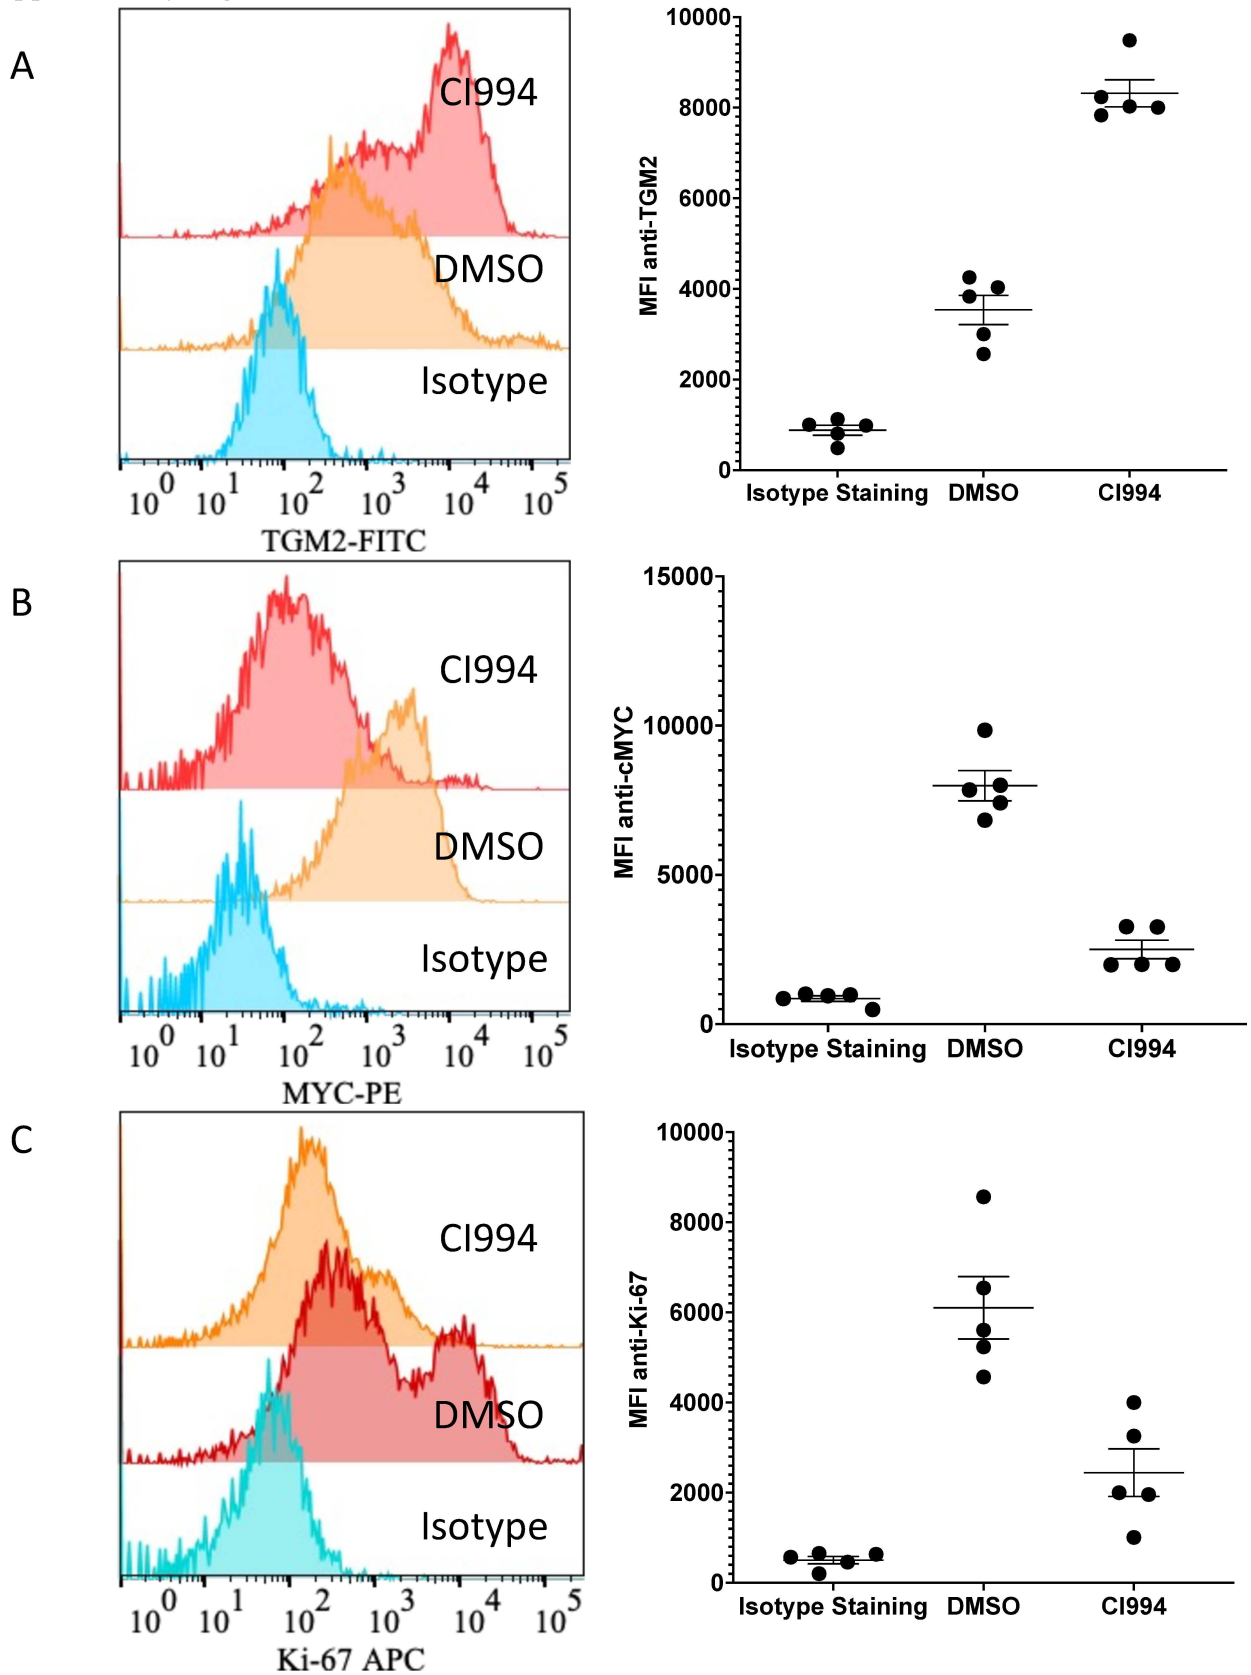 A
CI994
DMSO
Isotype
10^0 10^1 10^2 10^3 10^4 10^5
TGM2-FITC
MFI anti-TGM2
10000
8000
6000
4000
2000
0
Isotype Staining DMSO CI994
B
CI994
DMSO
Isotype
10^0 10^1 10^2 10^3 10^4 10^5
MYC-PE
MFI anti-cMYC
15000
10000
5000
0
Isotype Staining DMSO CI994
C
CI994
DMSO
Isotype
10^0 10^1 10^2 10^3 10^4 10^5
Ki-67 APC
MFI anti-Ki-67
10000
8000
6000
4000
2000
0
Isotype Staining DMSO CI994